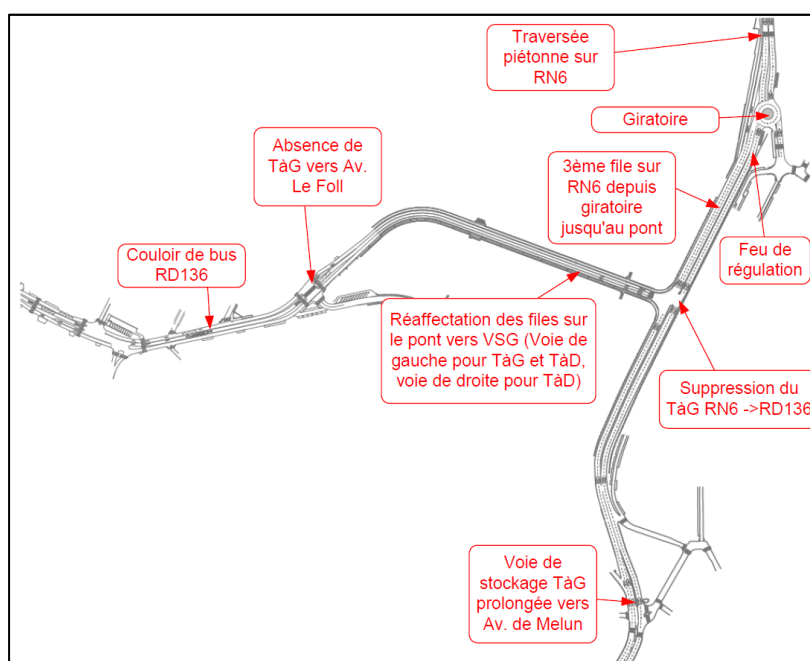 Traversée
piétonne sur
RN6
Giratoire
Absence de
TàG vers Av.
Le Foll
3ème file sur
RN6 depuis
giratoire
jusqu'au pont
Couloir de bus
RD136
Feu de
régulation
Réaffectation des files sur
le pont vers VSG (Voie de
gauche pour TàG et TàD,
voie de droite pour TàD)
Suppression du
TàG RN6 ->RD136
Voie de
stockage TàG
prolongée vers
Av. de Melun